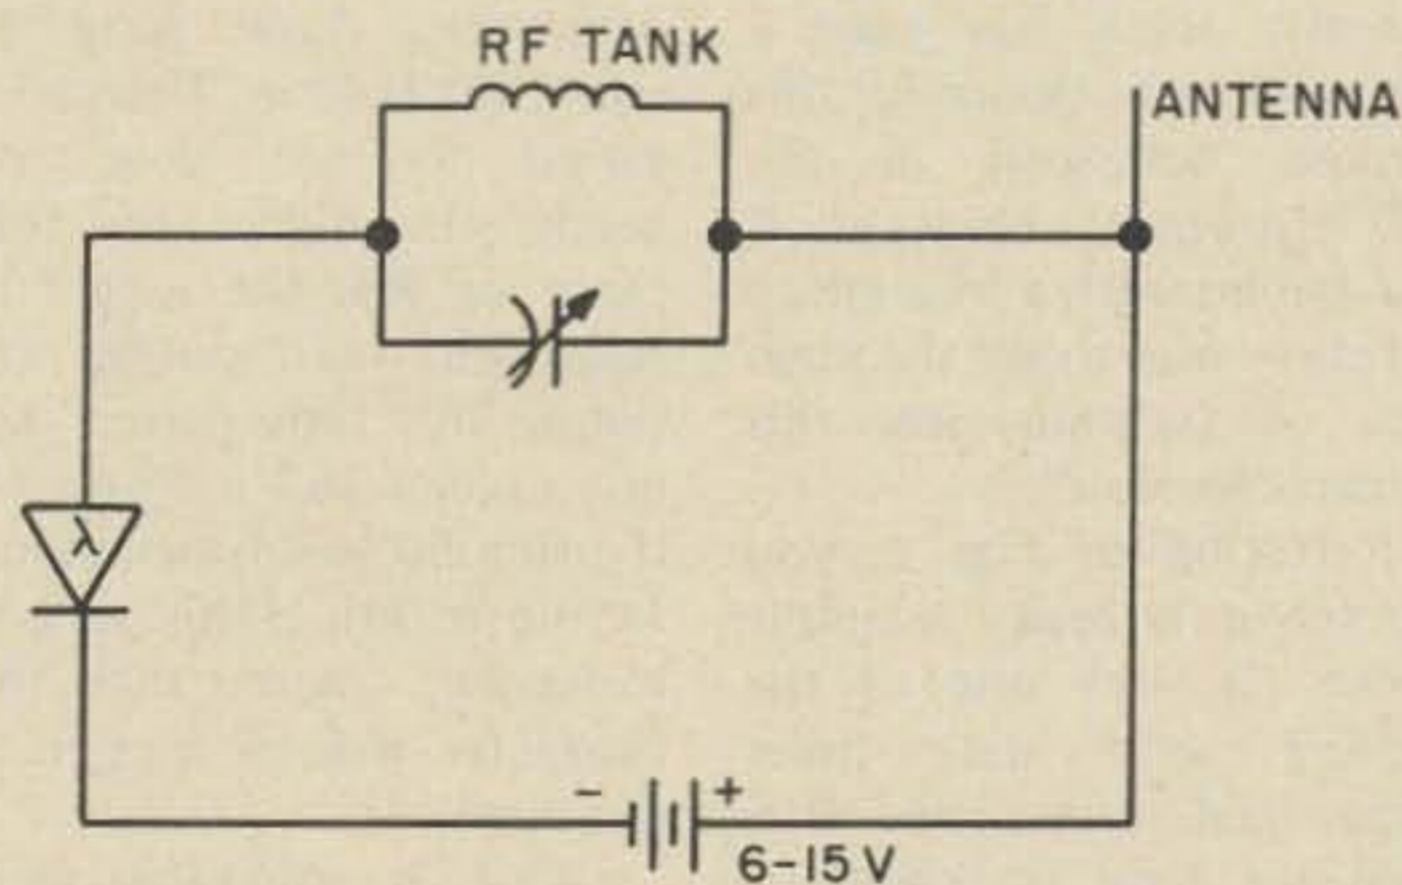 RF TANK
ANTENNA
λ
- +
6-15 V